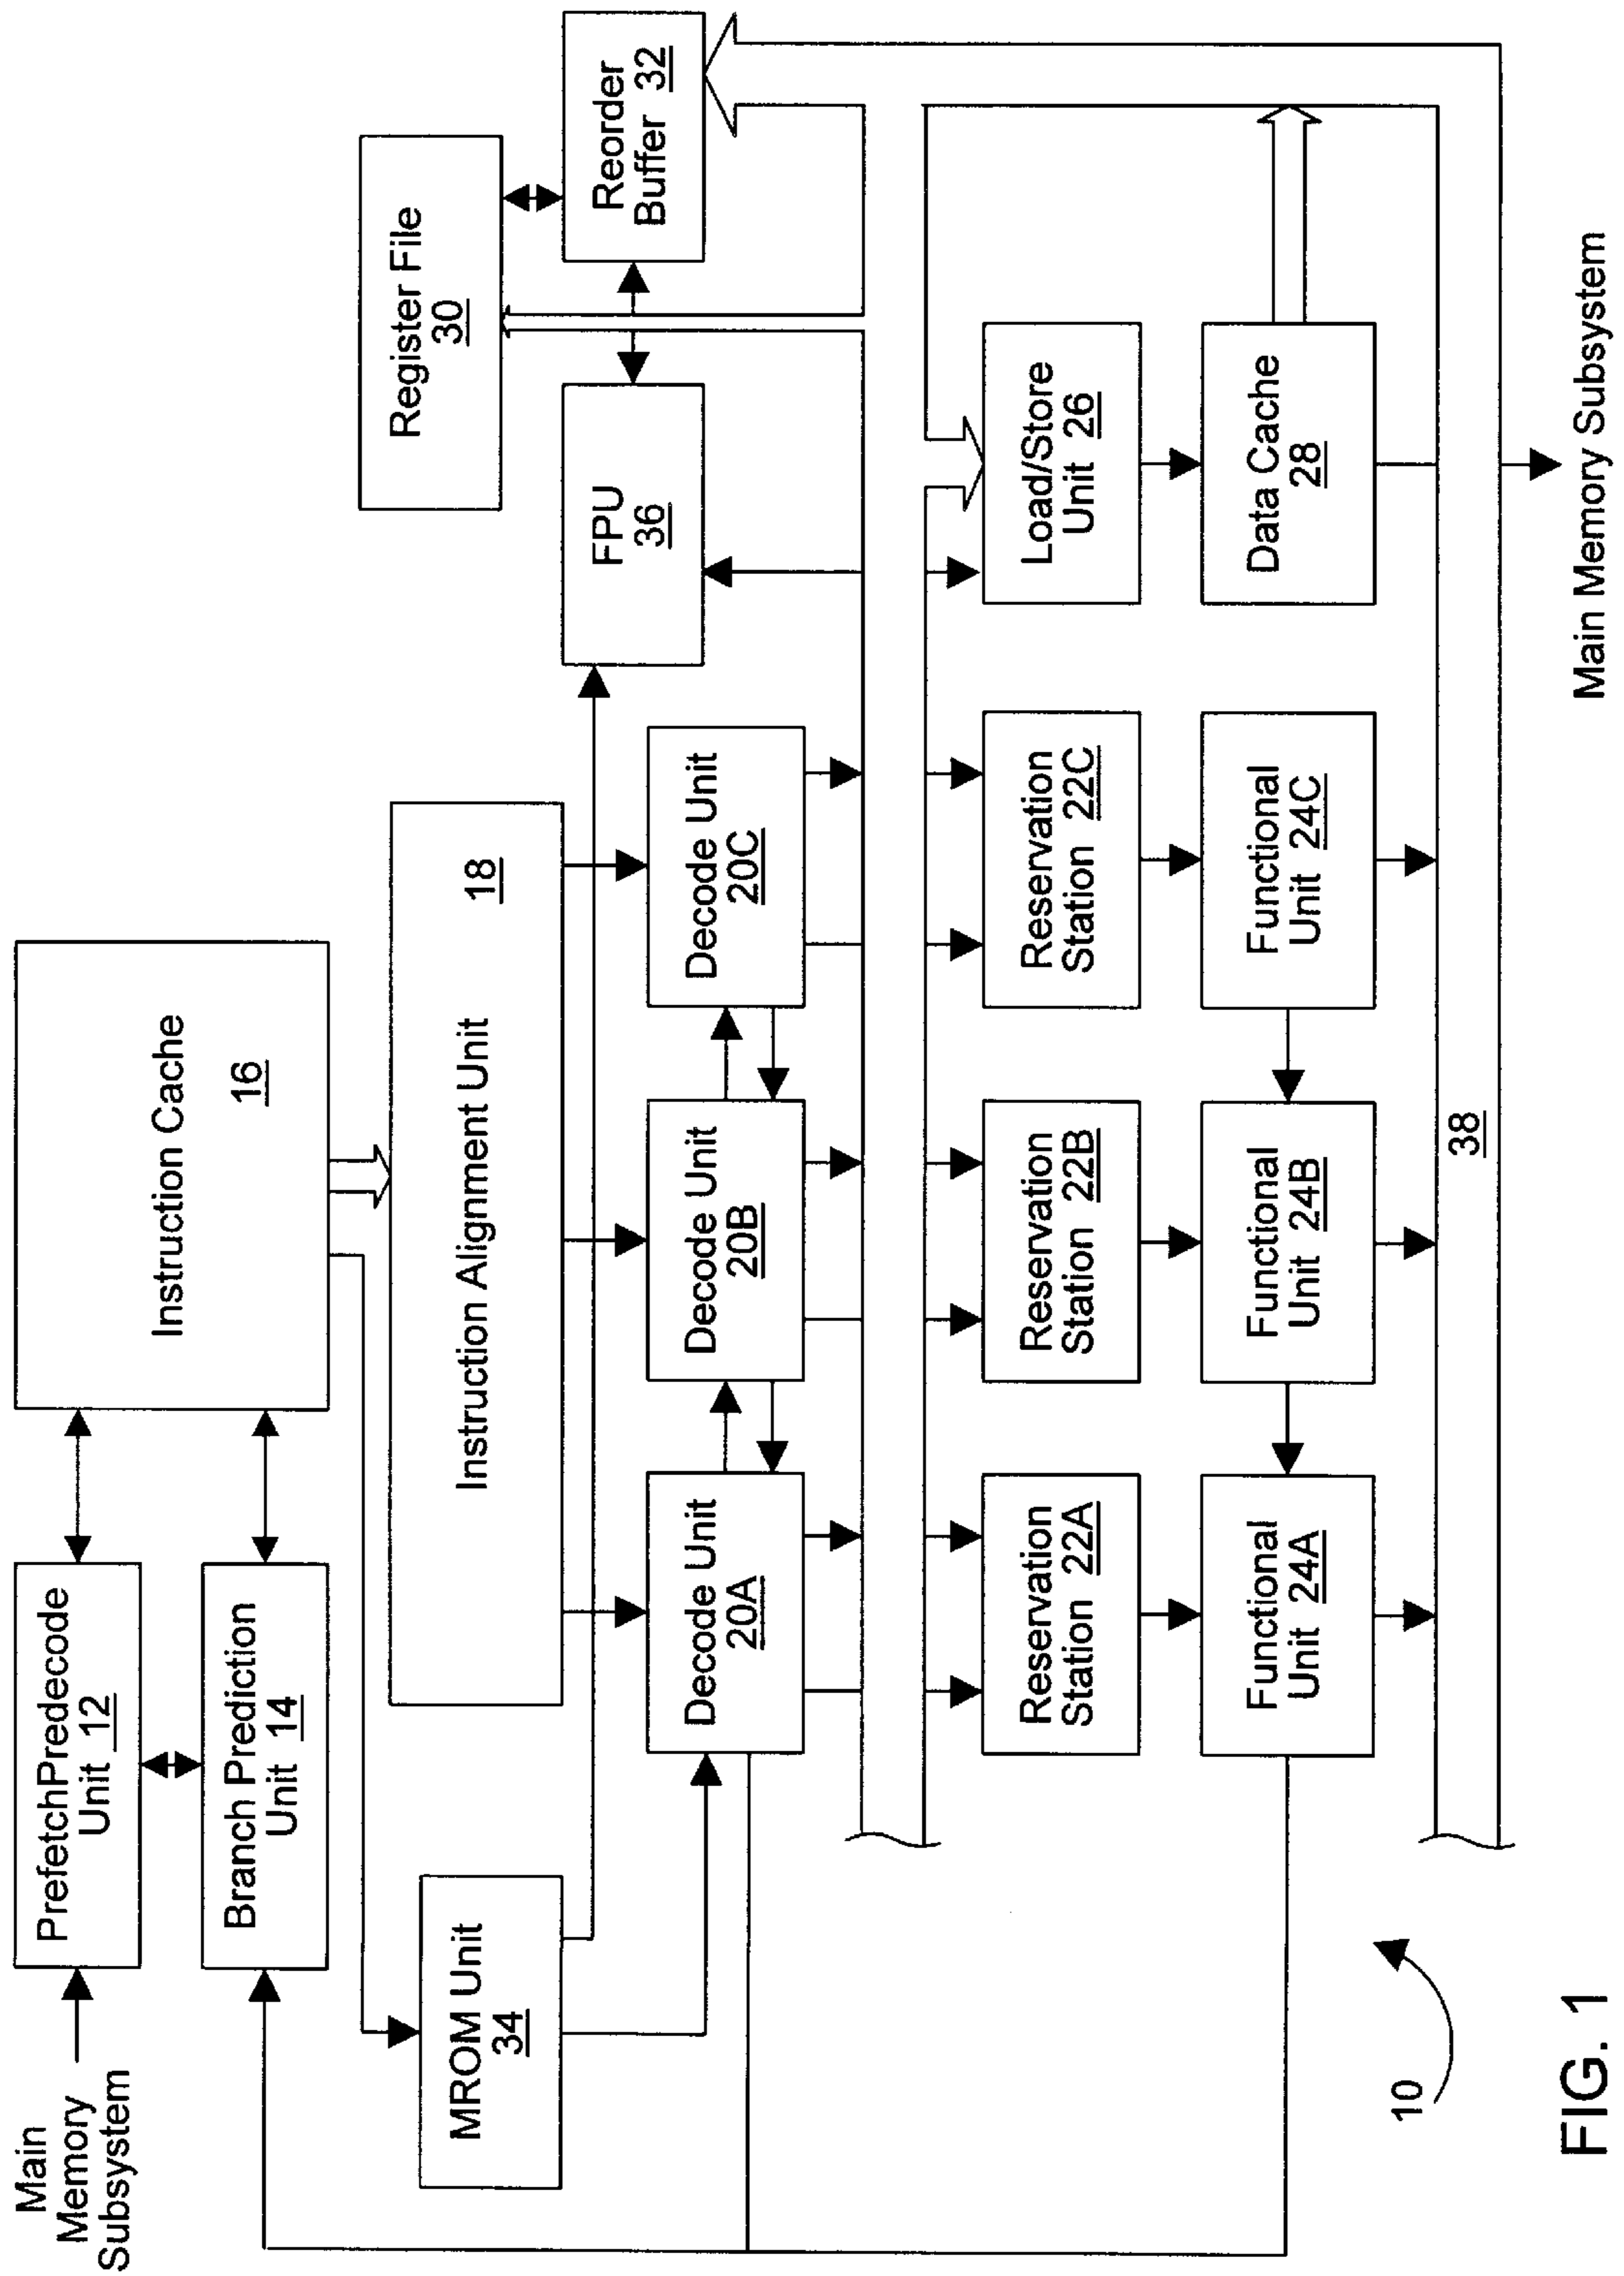 Main
Memory
Subsystem
PrefetchPredecode
Unit 12
Branch Prediction
Unit 14
Instruction Cache
16
Register File
30
MROM Unit
34
Instruction Alignment Unit
18
FPU
36
Reorder
Buffer 32
Decode Unit
20A
Decode Unit
20B
Decode Unit
20C
Reservation
Station 22A
Reservation
Station 22B
Reservation
Station 22C
Load/Store
Unit 26
Functional
Unit 24A
Functional
Unit 24B
Functional
Unit 24C
Data Cache
28
38
10
Main Memory Subsystem
FIG. 1